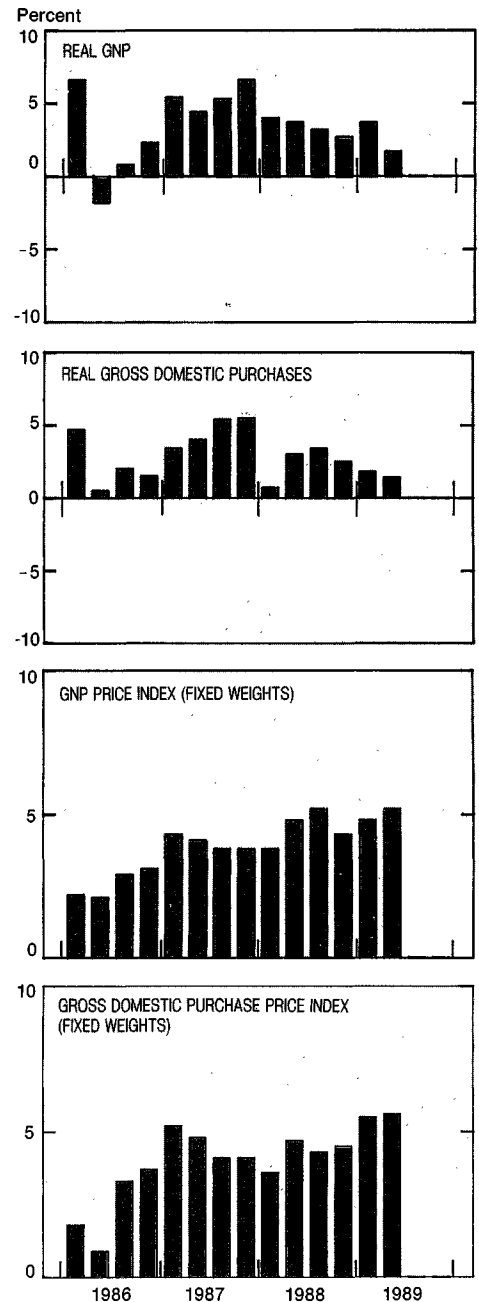 Percent
10
REAL GNP
5
0
-5
-10
10
REAL GROSS DOMESTIC PURCHASES
5
0
-5
-10
10
GNP PRICE INDEX (FIXED WEIGHTS)
5
0
10
GROSS DOMESTIC PURCHASE PRICE INDEX
(FIXED WEIGHTS)
5
0
1986 1987 1988 1989